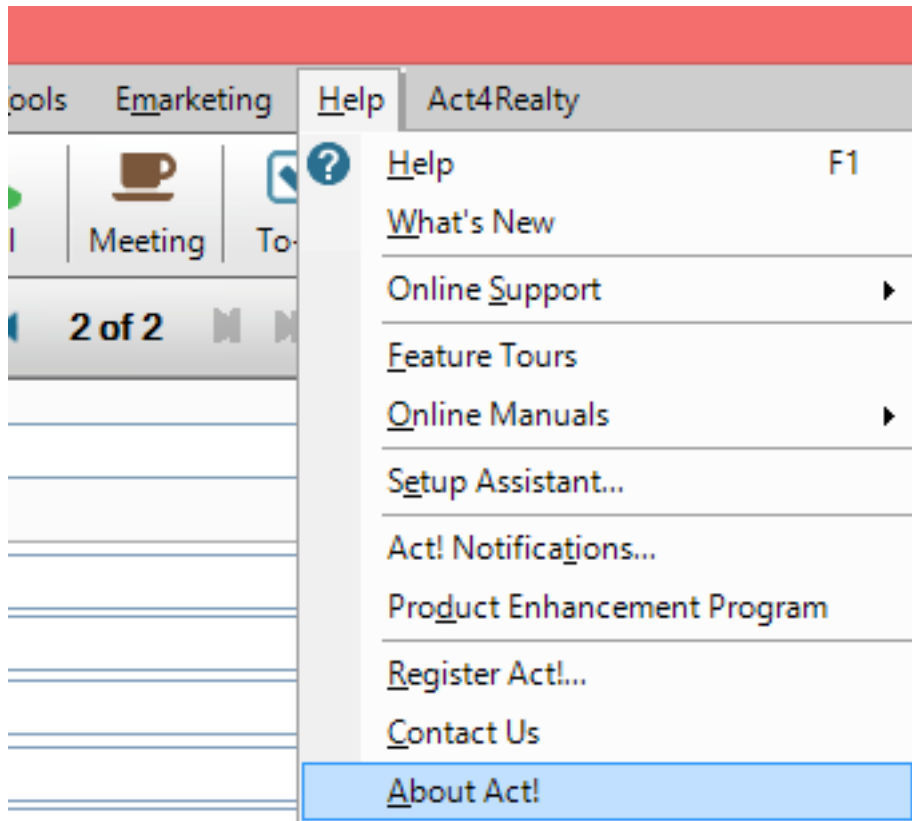 ools Emarketing Help Act4Realty
Meeting To-
2 of 2
Help F1
What's New
Online Support
Feature Tours
Online Manuals
Setup Assistant...
Act! Notifications...
Product Enhancement Program
Register Act!...
Contact Us
About Act!